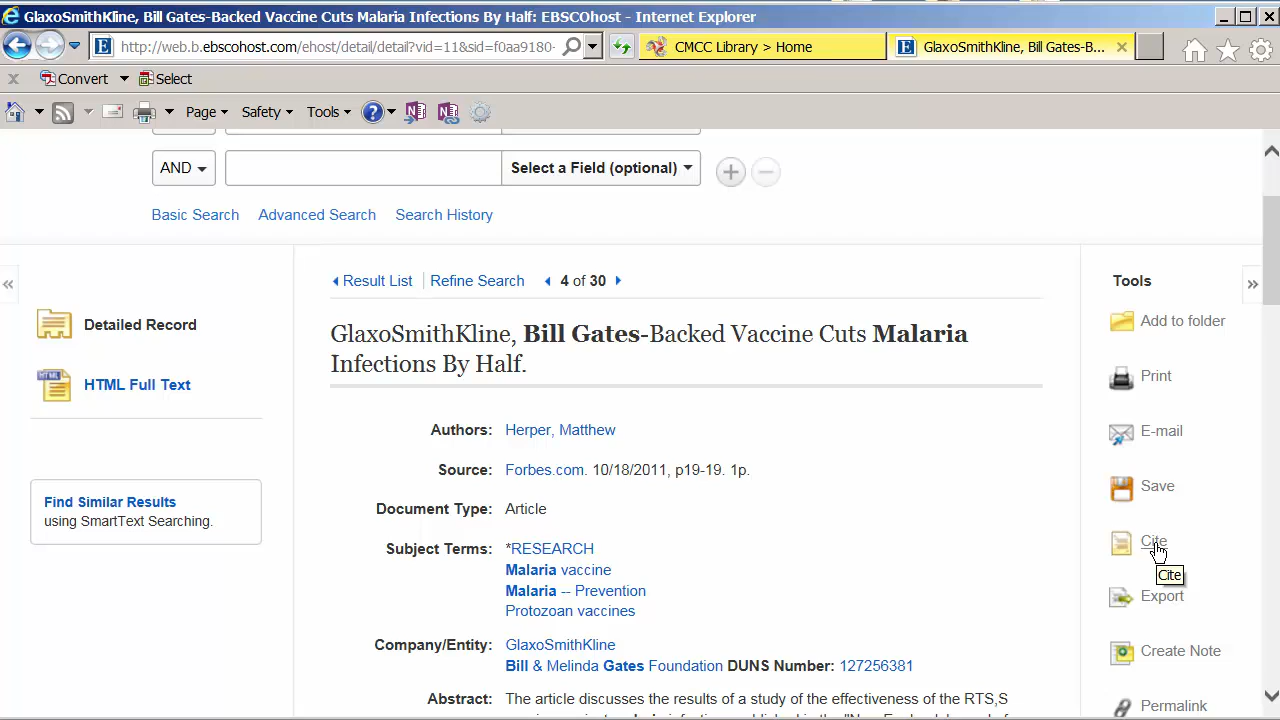 GlaxoSmithKline, Bill Gates-Backed Vaccine Cuts Malaria Infections By Half: EBSCOhost - Internet Explorer
http://web.b.ebscohost.com/ehost/detail/detail?vid=11&sid=f0aa9180-
CMCC Library > Home
GlaxoSmithKline, Bill Gates-B...
Convert
Select
Page
Safety
Tools
AND
Select a Field (optional)
Basic Search
Advanced Search
Search History
Result List
Refine Search
4 of 30
Tools
Detailed Record
HTML Full Text
Find Similar Results
using SmartText Searching.
GlaxoSmithKline, Bill Gates-Backed Vaccine Cuts Malaria
Infections By Half.
Authors: Herper, Matthew
Source: Forbes.com. 10/18/2011, p19-19. 1p.
Document Type: Article
Subject Terms: *RESEARCH
Malaria vaccine
Malaria -- Prevention
Protozoan vaccines
Company/Entity: GlaxoSmithKline
Bill & Melinda Gates Foundation DUNS Number: 127256381
Abstract: The article discusses the results of a study of the effectiveness of the RTS,S
Add to folder
Print
E-mail
Save
Cite
Cite
Export
Create Note
Permalink